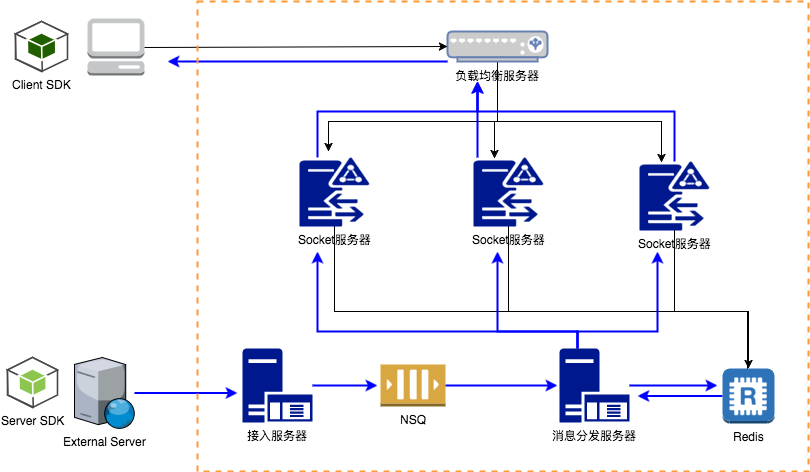 Client SDK
负载均衡服务器
Socket服务器
Socket服务器
Socket服务器
Server SDK
External Server
接入服务器
NSQ
消息分发服务器
R
Redis